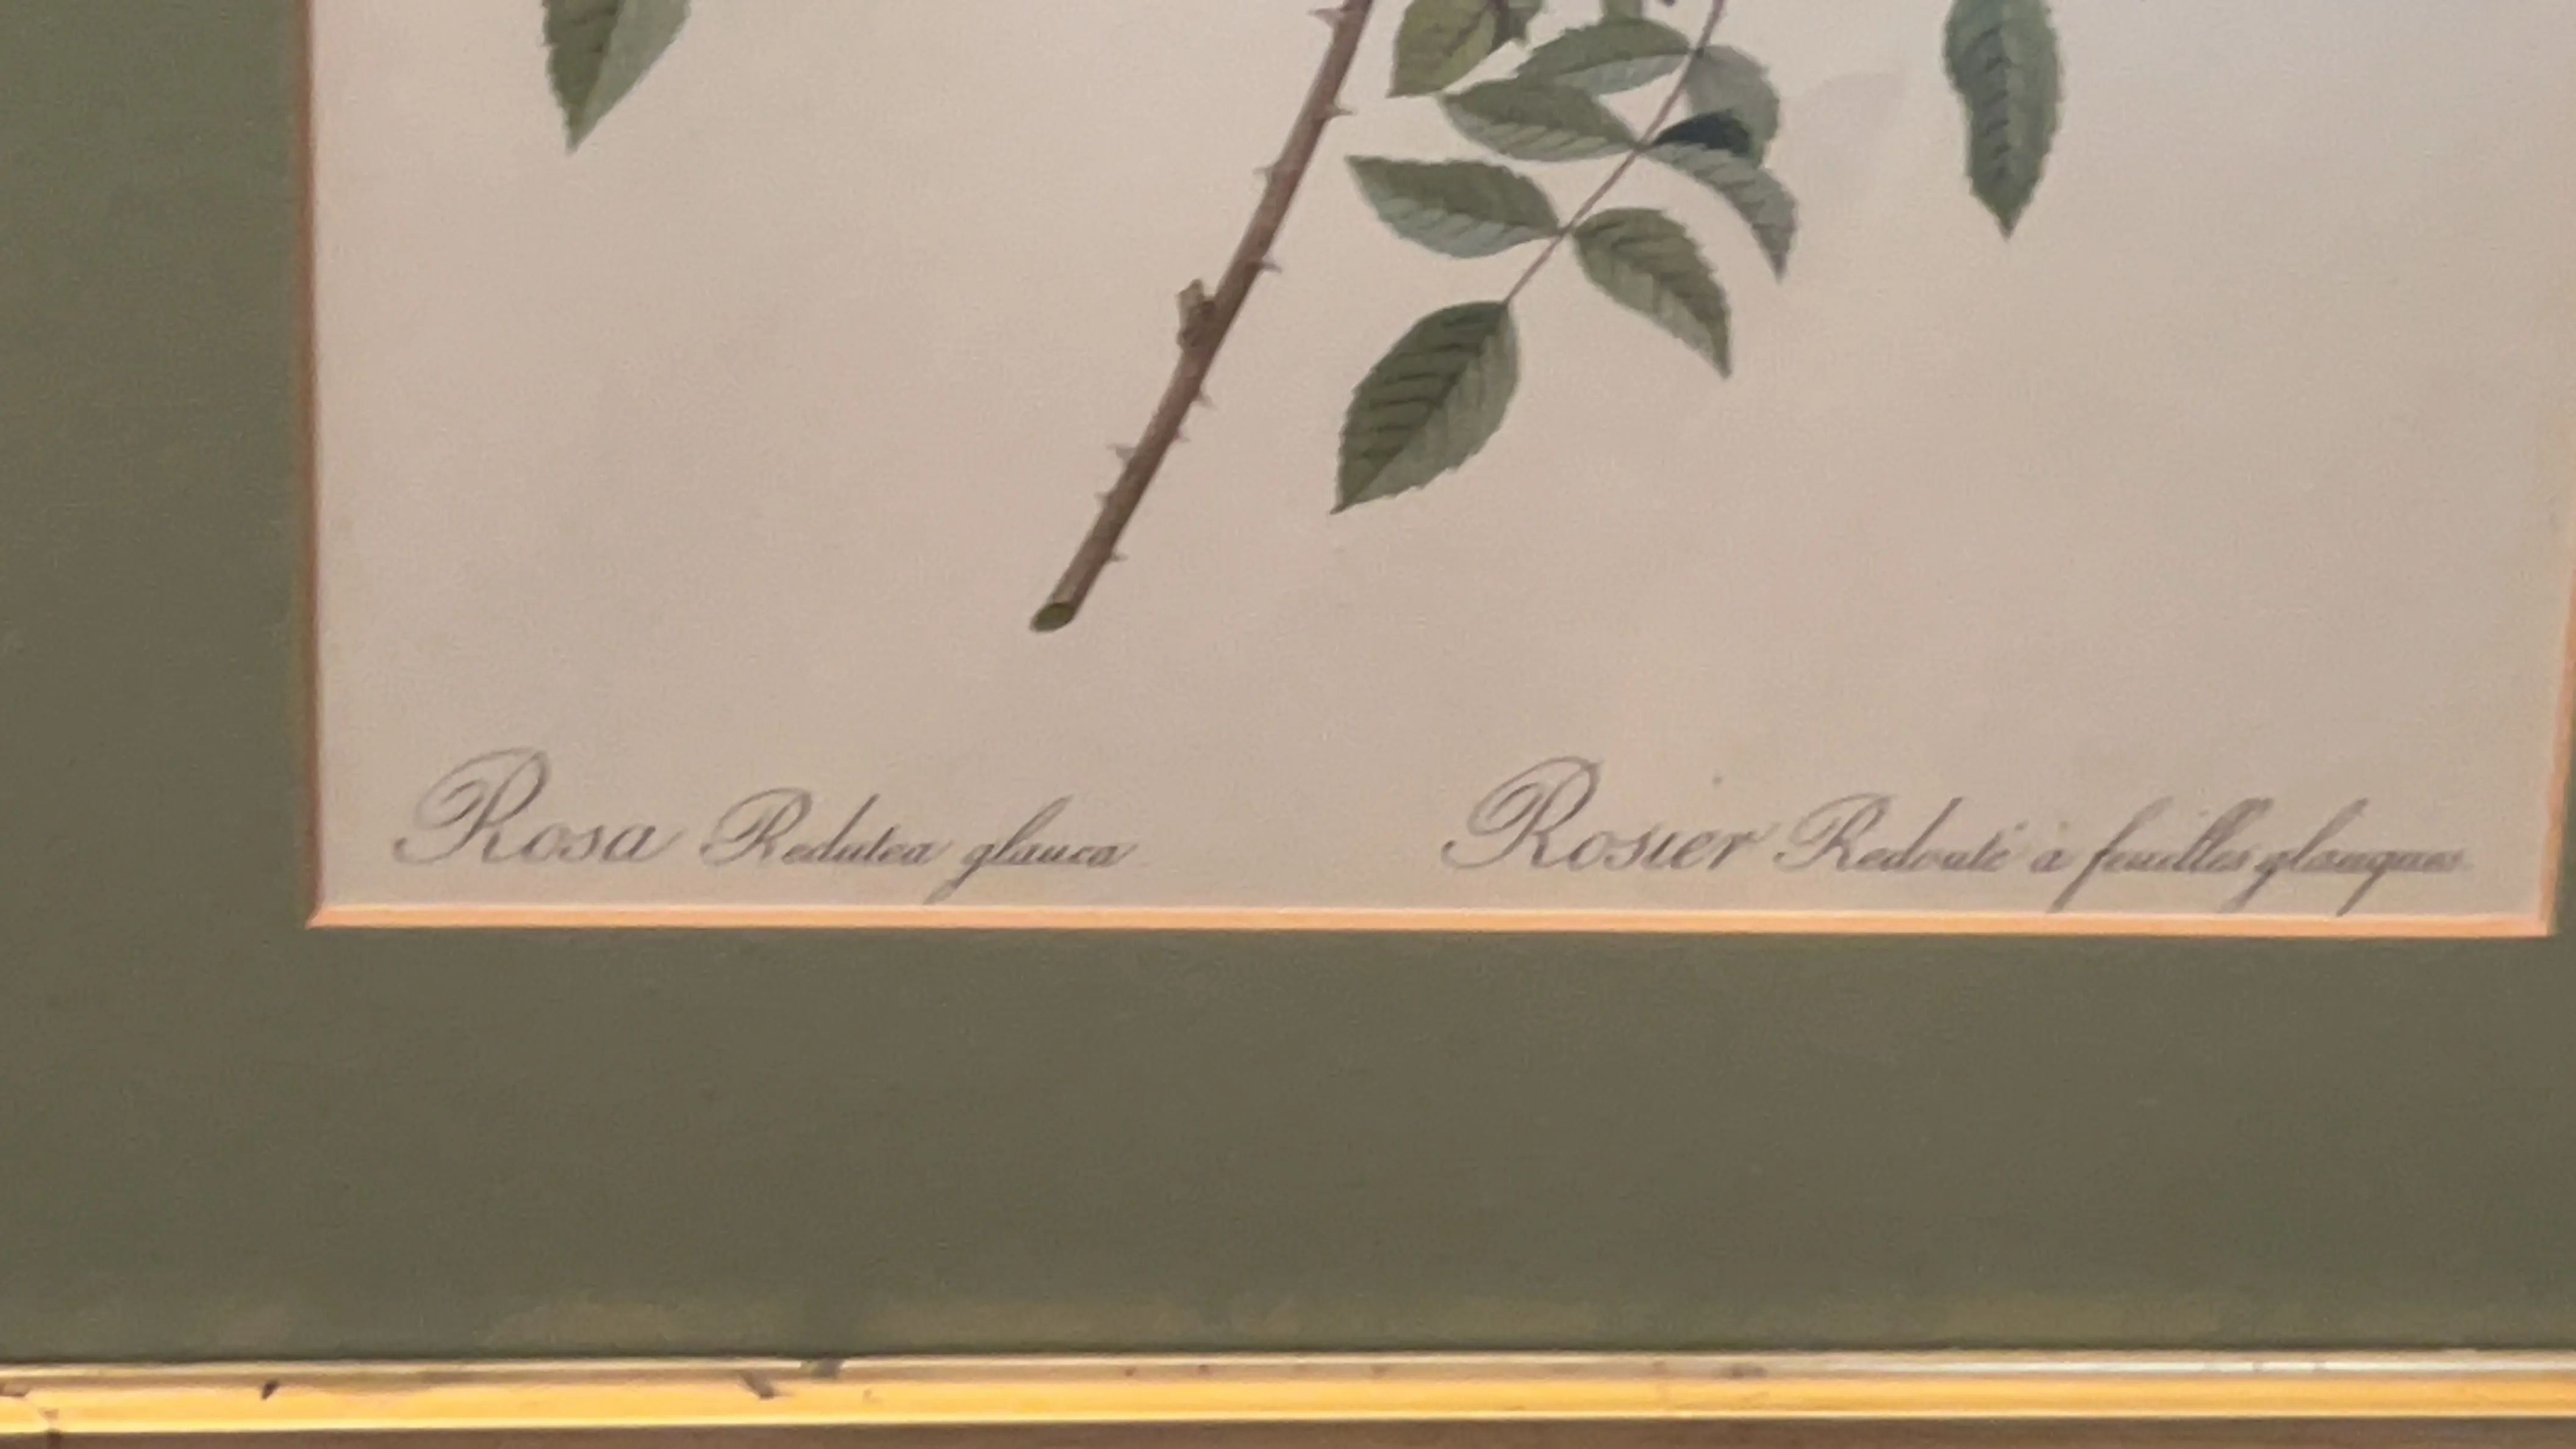 Rosa Redutea glauca
Rosier Redouté à feuilles glauques